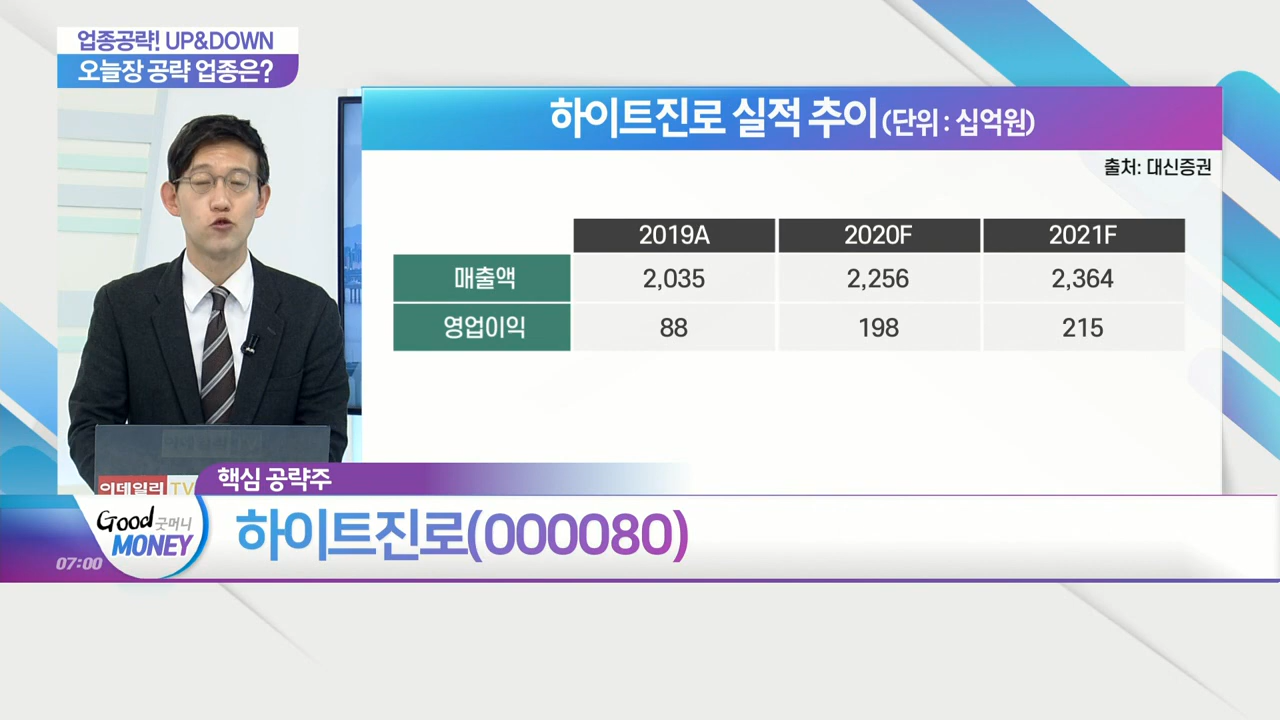 업종공략! UP&DOWN
오늘장 공략 업종은?
하이트진로 실적 추이 (단위 : 십억원)
출처: 대신증권
2019A 2020F 2021F
매출액 2,035 2,256 2,364
영업이익 88 198 215
이데일리 TV
핵심 공략주
Good 굿머니
MONEY
하이트진로(000080)
07:00